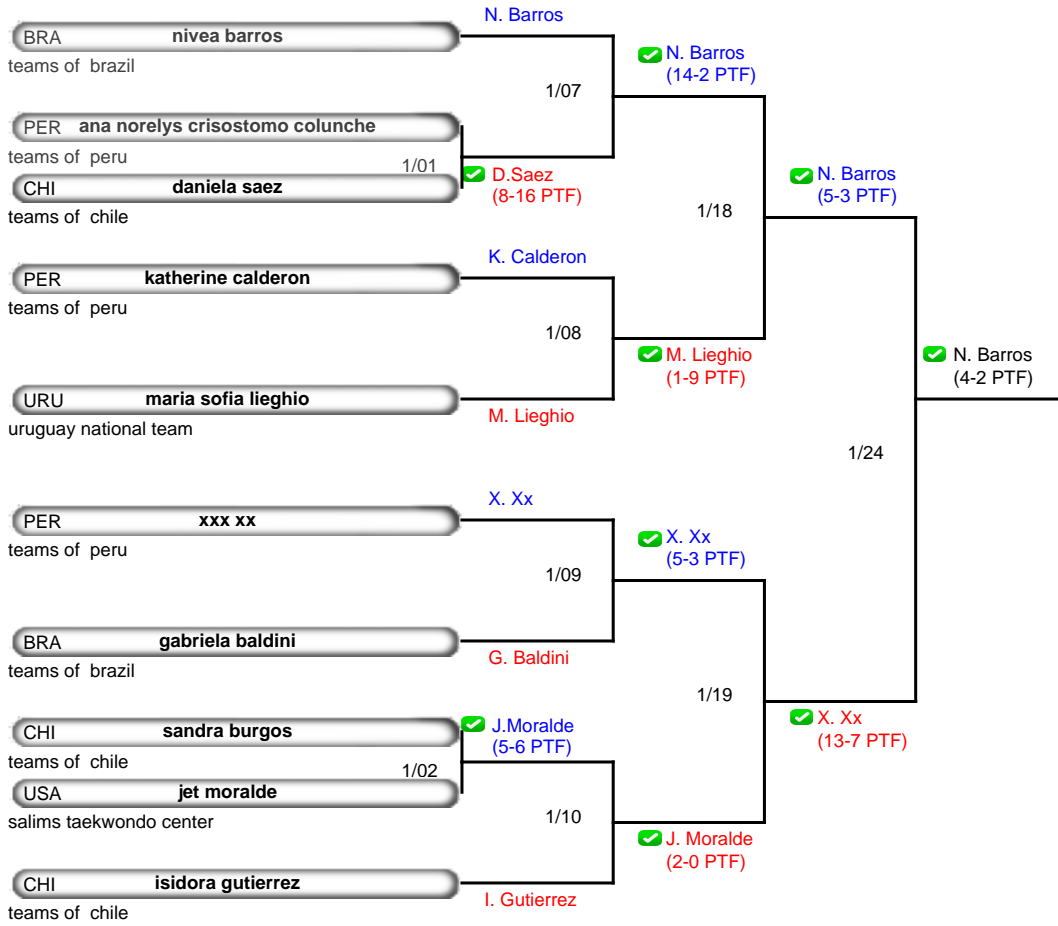 N. Barros
BRA nivea barros
teams of brazil
N. Barros
(14-2 PTF)
1/07
PER ana norelys crisostomo colunche
teams of peru
1/01
D.Saez
(8-16 PTF)
CHI daniela saez
teams of chile
N. Barros
(5-3 PTF)
1/18
K. Calderon
PER katherine calderon
teams of peru
1/08
M. Lieghio
(1-9 PTF)
URU maria sofia lieghio
uruguay national team
M. Lieghio
N. Barros
(4-2 PTF)
1/24
X. Xx
PER xxx xx
teams of peru
X. Xx
(5-3 PTF)
1/09
BRA gabriela baldini
teams of brazil
G. Baldini
1/19
X. Xx
(13-7 PTF)
CHI sandra burgos
teams of chile
J.Moralde
(5-6 PTF)
1/02
USA jet moralde
salims taekwondo center
1/10
J. Moralde
(2-0 PTF)
CHI isidora gutierrez
teams of chile
I. Gutierrez